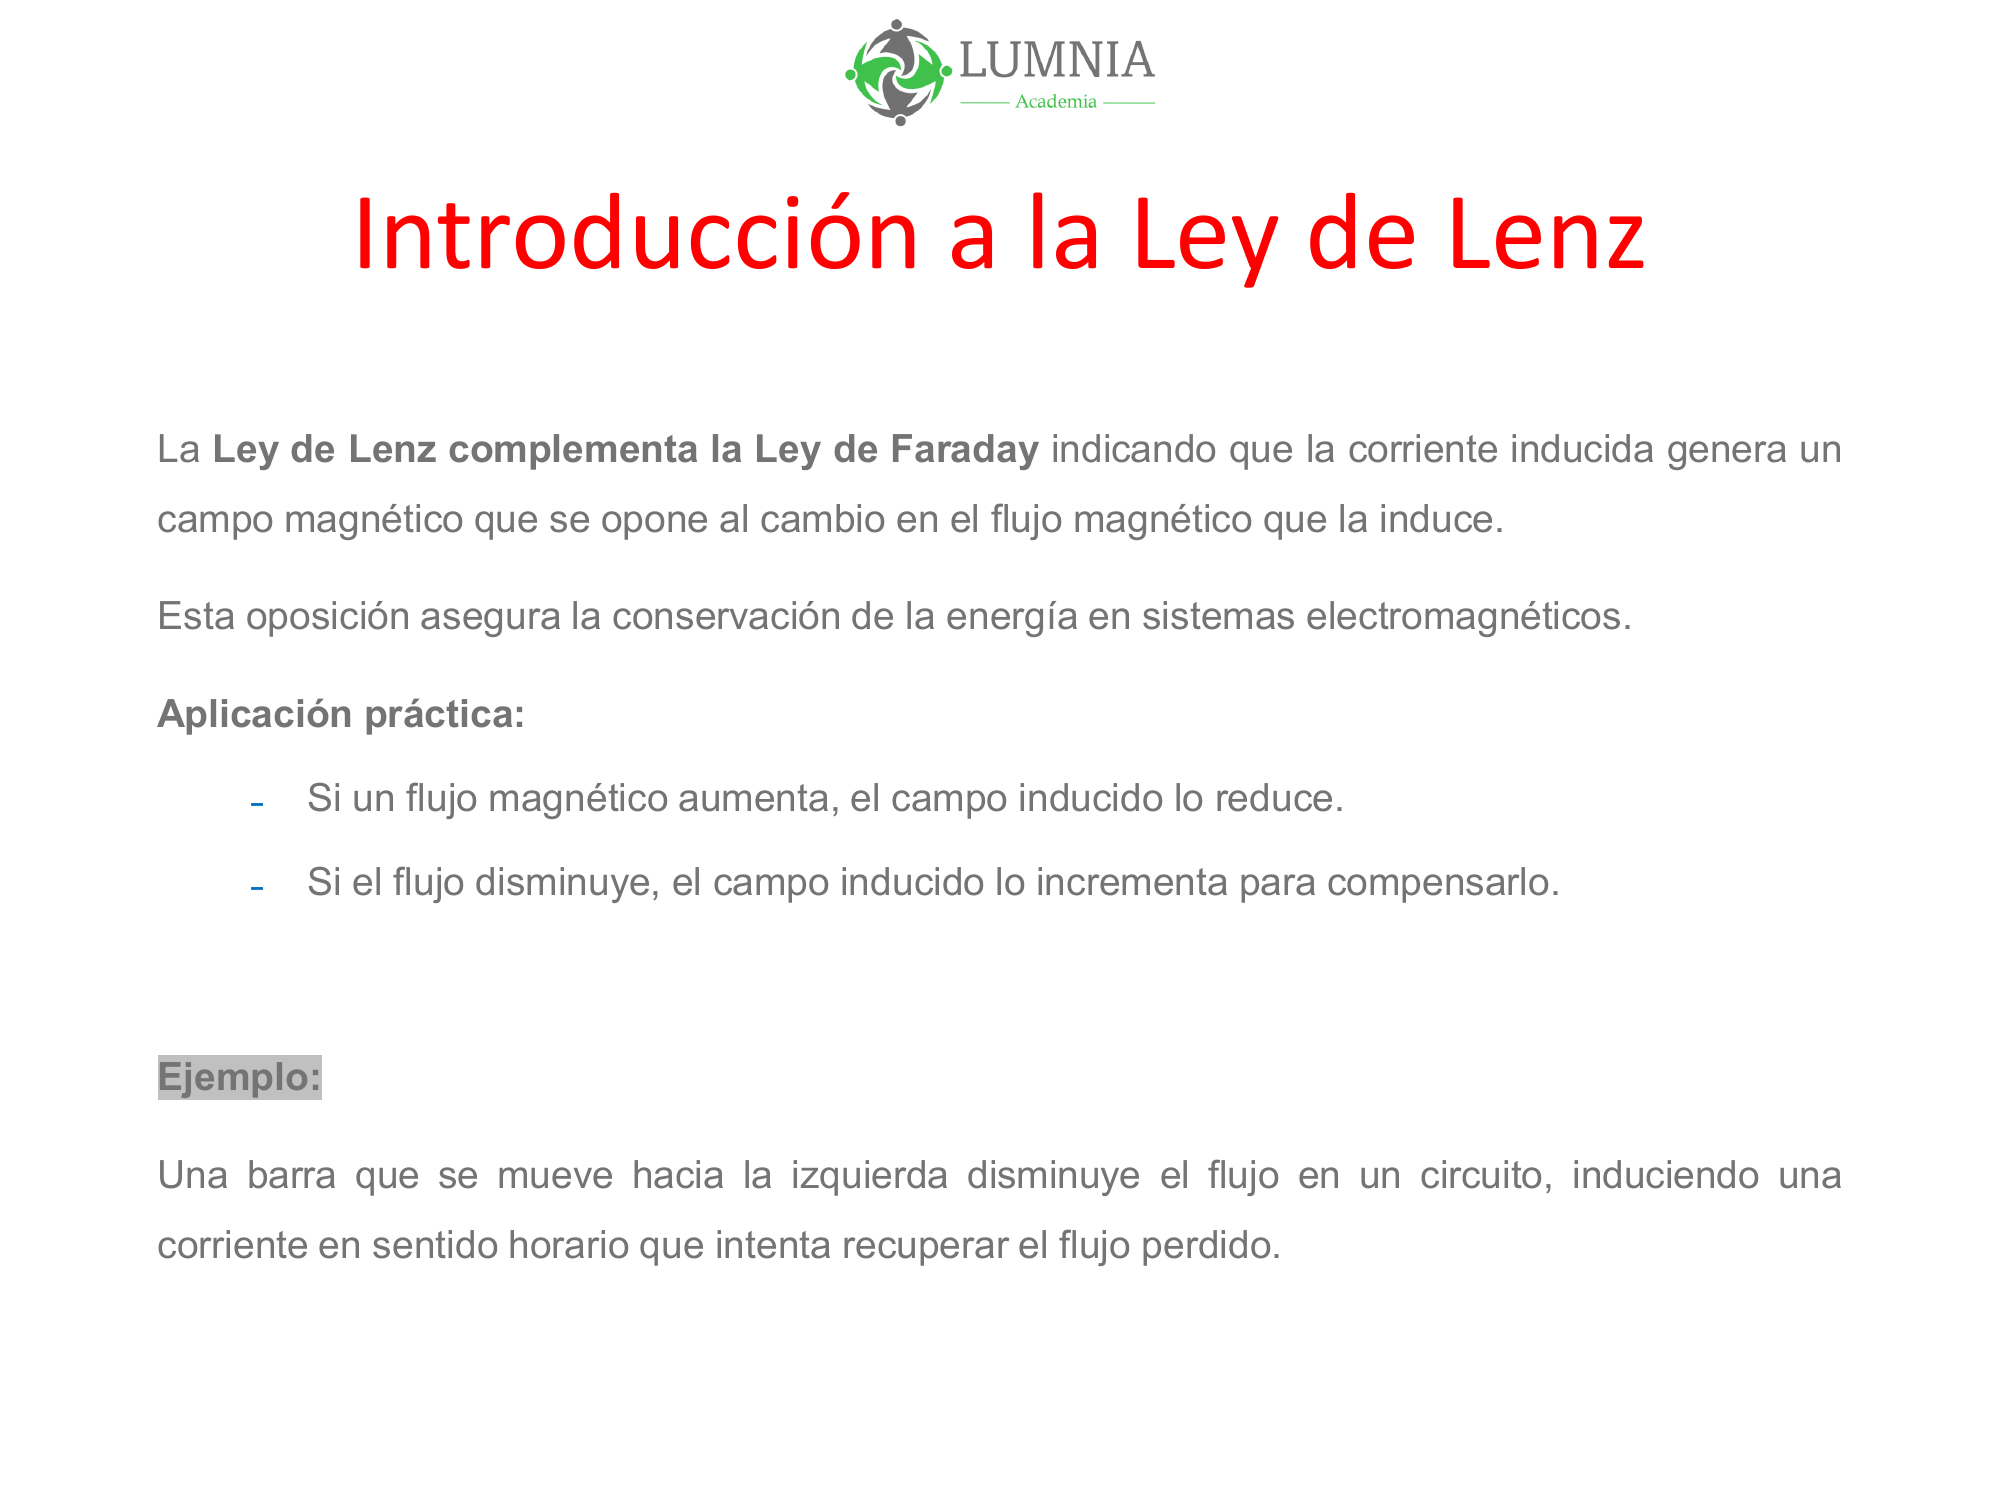 LUMNIA
Academia
Introducción a la Ley de Lenz
La Ley de Lenz complementa la Ley de Faraday indicando que la corriente inducida genera un
campo magnético que se opone al cambio en el flujo magnético que la induce.
Esta oposición asegura la conservación de la energía en sistemas electromagnéticos.
Aplicación práctica:
- Si un flujo magnético aumenta, el campo inducido lo reduce.
- Si el flujo disminuye, el campo inducido lo incrementa para compensarlo.
Ejemplo:
Una barra que se mueve hacia la izquierda disminuye el flujo en un circuito, induciendo una
corriente en sentido horario que intenta recuperar el flujo perdido.